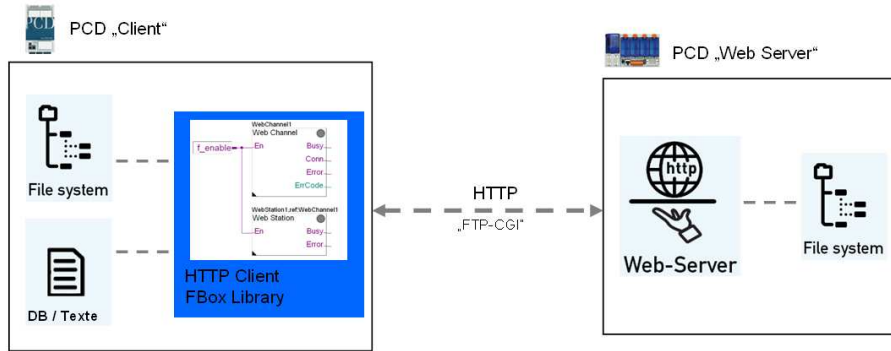 PCD „Client“
PCD „Web Server“
PCD
File system
DB / Texte
WebChannel1
Web Channel
f_enable
En
Busy
Conn
Error
ErrCode
WebStation1.ref:WebChannel1
Web Station
En
Busy
Error
HTTP Client
FBox Library
HTTP
„FTP-CGI“
http
Web-Server
File system